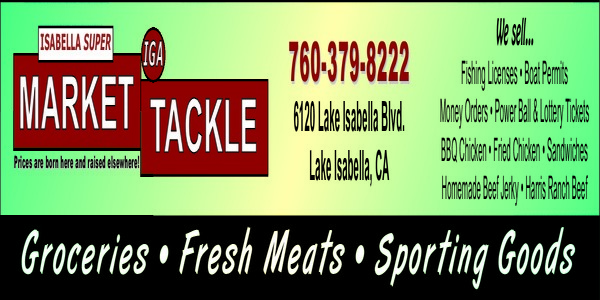 ISABELLA SUPER
IGA
MARKET
TACKLE
Prices are born here and raised elsewhere!
760-379-8222
6120 Lake Isabella Blvd.
Lake Isabella, CA
We sell...
Fishing Licenses • Boat Permits
Money Orders • Power Ball & Lottery Tickets
BBQ Chicken • Fried Chicken • Sandwiches
Homemade Beef Jerky • Harris Ranch Beef
Groceries • Fresh Meats • Sporting Goods